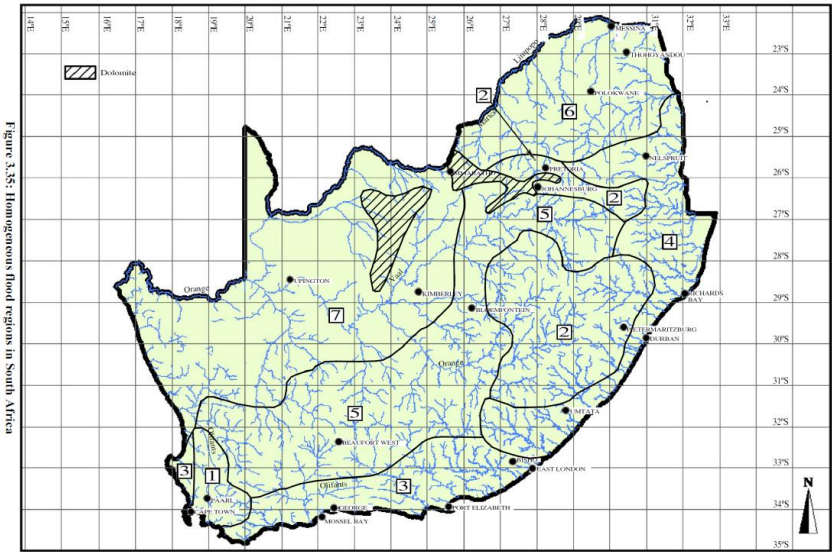 14°E 15°E 16°E 17°E 18°E 19°E 20°E 21°E 22°E 23°E 24°E 25°E 26°E 27°E 28°E 29°E 31°E 32°E 33°E
MESSINA
THOHOYANDOU
23°S
Dolomite
Limpopo
2
POLOKWANE
24°S
6
25°S
NELSPRUIT
PRETORIA
26°S
JOHANNESBURG
2
5
27°S
4
28°S
Vaal
UPINGTON
Orange
KIMBERLEY
RICHARDS
BAY
29°S
BLOEMFONTEIN
7
2
DURBAN
30°S
Orange
31°S
5
UMTATA
32°S
BEAUFORT WEST
Olifants
33°S
3
1
EAST LONDON
Olifants
3
PAARL
34°S
CAPE TOWN
GEORGE
PORT ELIZABETH
MOSSEL BAY
N
35°S
Figure 3.35: Homogeneous flood regions in South Africa